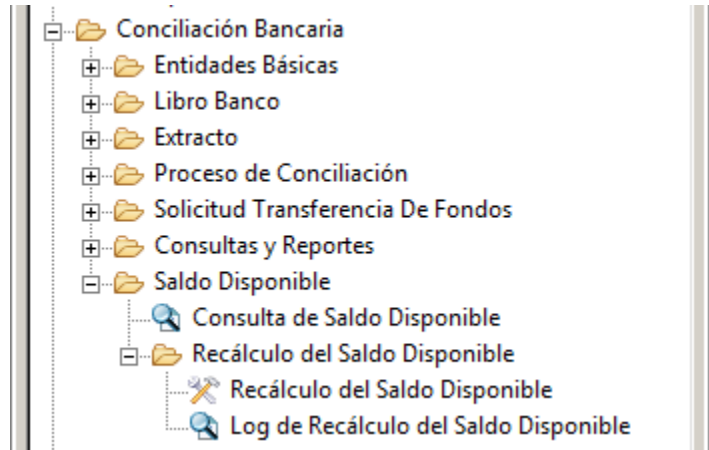 Conciliación Bancaria
Entidades Básicas
Libro Banco
Extracto
Proceso de Conciliación
Solicitud Transferencia De Fondos
Consultas y Reportes
Saldo Disponible
Consulta de Saldo Disponible
Recálculo del Saldo Disponible
Recálculo del Saldo Disponible
Log de Recálculo del Saldo Disponible